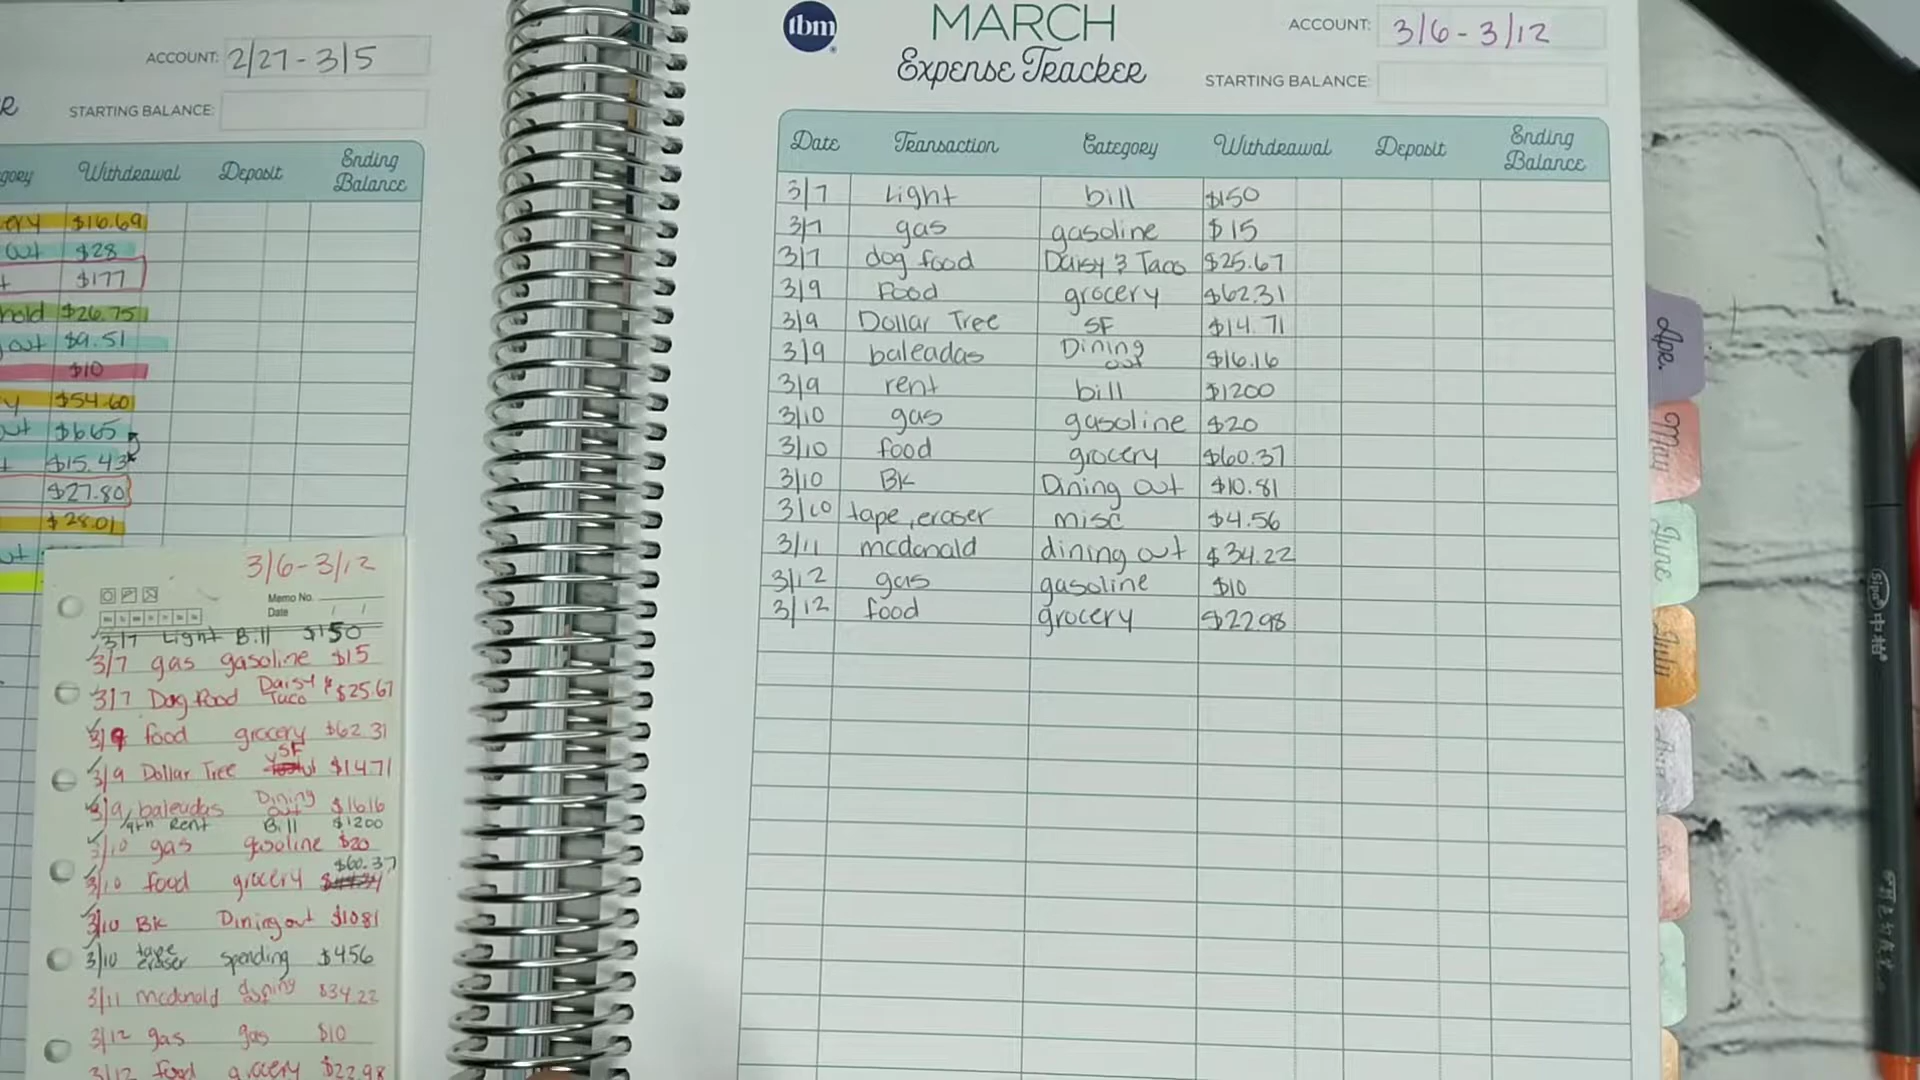 ACCOUNT: 2/27 - 3/5
STARTING BALANCE:
Withdrawal Deposit Ending Balance
$16.69
out $28
$177
hold $26.75
out $9.51
$10
y $54.60
out $6.65
$15.43
$27.80
$28.01
3/6 - 3/12
Memo No.
Date / /
3/7 Light Bill $150
3/7 gas gasoline $15
3/7 Dog Food Daisy & Taco $25.67
3/9 food grocery $62.31
3/9 Dollar Tree SF $14.71
3/9 baleadas Dining out $16.16
9th Rent Bill $1200
3/10 gas gasoline $20
3/10 food grocery $60.37
3/10 BK Dining out $10.81
3/10 tape eraser spending $4.56
3/11 mcdonald $34.22
3/12 gas gas $10
3/12 food grocery $22.98
tbm
MARCH
Expense Tracker
ACCOUNT: 3/6 - 3/12
STARTING BALANCE:
Date Transaction Category Withdrawal Deposit Ending Balance
3/7 Light bill $150
3/7 gas gasoline $15
3/7 dog food Daisy & Taco $25.67
3/9 Food grocery $62.31
3/9 Dollar Tree SF $14.71
3/9 baleadas Dining out $16.16
3/9 rent bill $1200
3/10 gas gasoline $20
3/10 food grocery $60.37
3/10 BK Dining out $10.81
3/10 tape, eraser misc $4.56
3/11 mcdonald dining out $34.22
3/12 gas gasoline $10
3/12 food grocery $22.98
Apr.
May
June
July